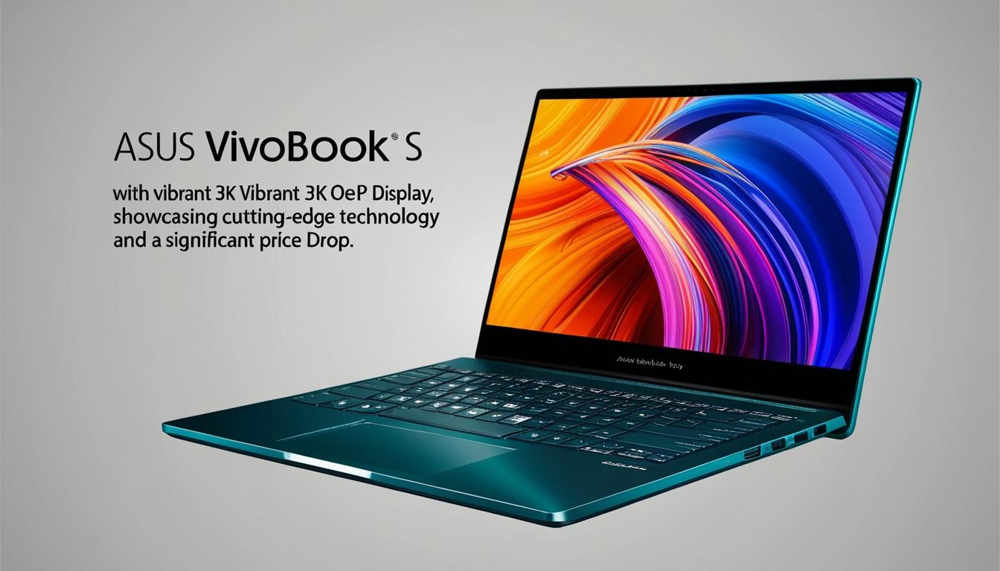 ASUS VivoBook® S
with vibrant 3K Vibrant 3K OeP Display,
showcasing cutting-edge technology
and a significant price Drop.